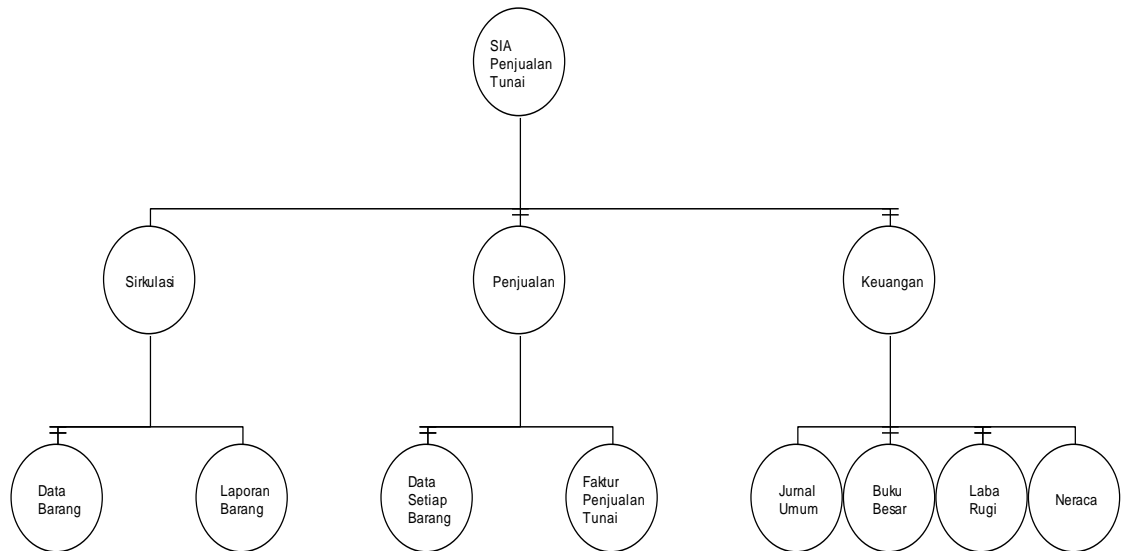 SIA
Penjualan
Tunai
Sirkulasi
Penjualan
Keuangan
Data
Barang
Laporan
Barang
Data
Setiap
Barang
Faktur
Penjualan
Tunai
Jurnal
Umum
Buku
Besar
Laba
Rugi
Neraca